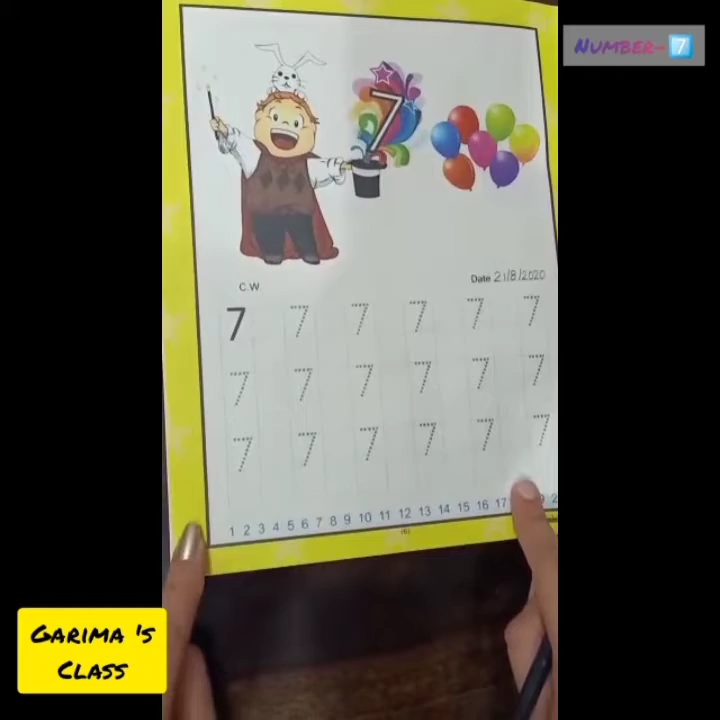 NUMBER-7
7
C.W.
Date 21/8/2020
7 7 7 7 7 7
7 7 7 7 7 7
7 7 7 7 7 7
1 2 3 4 5 6 7 8 9 10 11 12 13 14 15 16 17
(6)
GARIMA 'S
CLASS